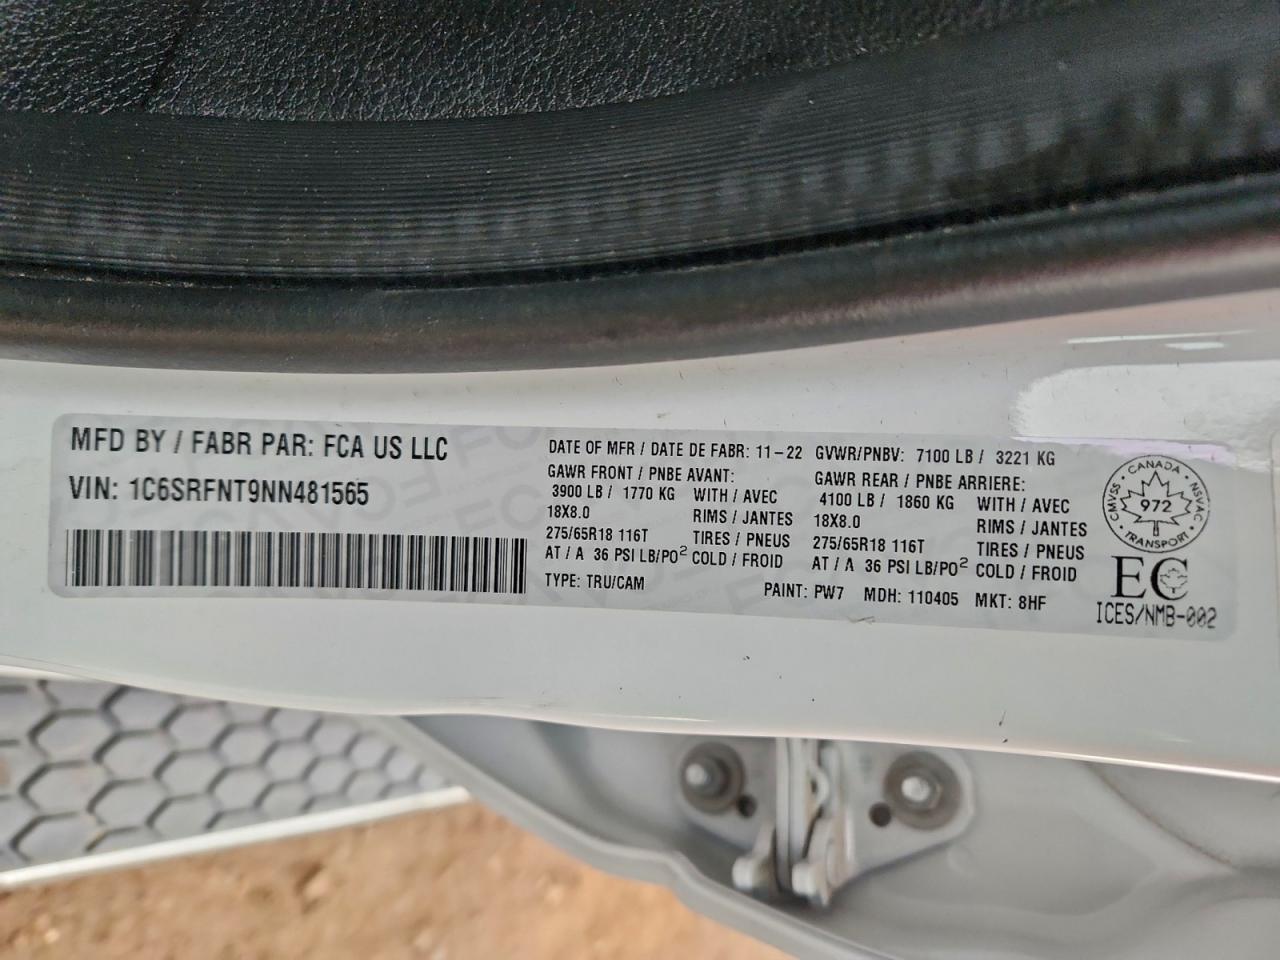 MFD BY / FABR PAR: FCA US LLC
VIN: 1C6SRFNT9NN481565
DATE OF MFR / DATE DE FABR: 11-22 GVWR/PNBV: 7100 LB / 3221 KG
GAWR FRONT / PNBE AVANT: GAWR REAR / PNBE ARRIERE:
3900 LB / 1770 KG WITH / AVEC 4100 LB / 1860 KG WITH / AVEC
18X8.0 RIMS / JANTES 18X8.0 RIMS / JANTES
275/65R18 116T TIRES / PNEUS 275/65R18 116T TIRES / PNEUS
AT / A 36 PSI LB/PO² COLD / FROID AT / A 36 PSI LB/PO² COLD / FROID
TYPE: TRU/CAM PAINT: PW7 MDH: 110405 MKT: 8HF
CANADA
CMVSS · NSVAC
972
TRANSPORT
EC
ICES/NMB-002